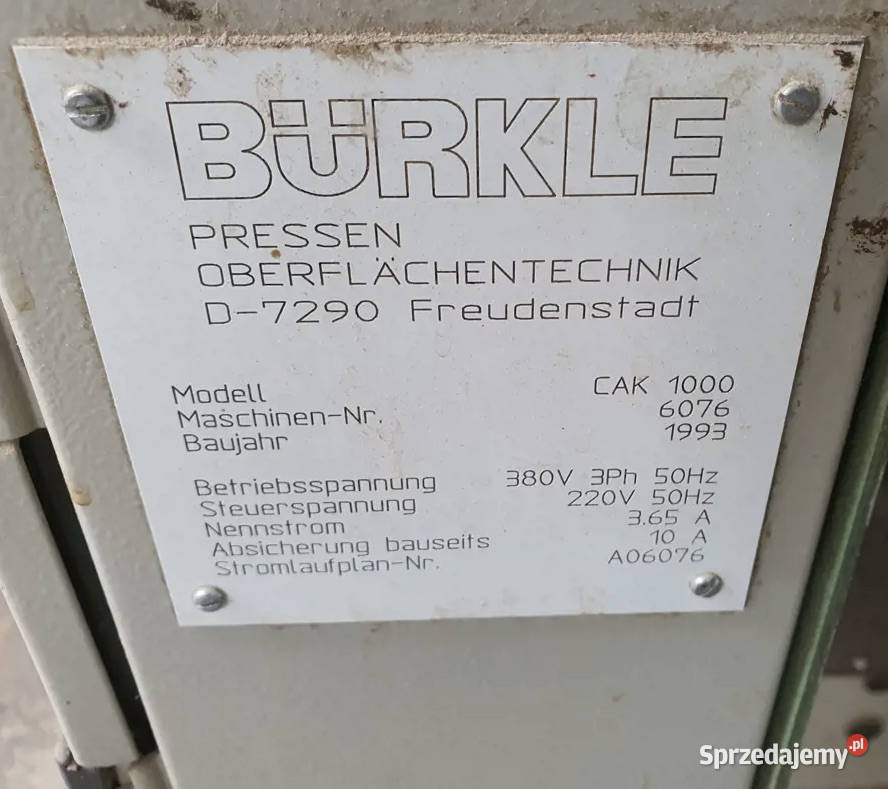 BÜRKLE
PRESSEN
OBERFLÄCHENTECHNIK
D-7290 Freudenstadt
Modell CAK 1000
Maschinen-Nr. 6076
Baujahr 1993
Betriebsspannung 380V 3Ph 50Hz
Steuerspannung 220V 50Hz
Nennstrom 3.65 A
Absicherung bauseits 10 A
Stromlaufplan-Nr. A06076
Sprzedajemy.pl